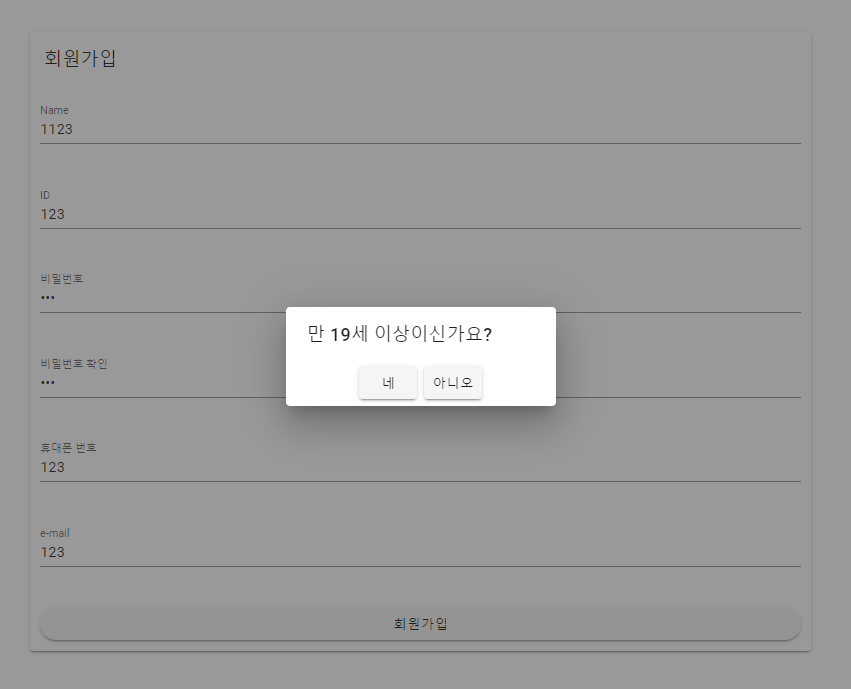 회원가입
Name
1123
ID
123
비밀번호
•••
만 19세 이상이신가요?
네 아니오
비밀번호 확인
•••
휴대폰 번호
123
e-mail
123
회원가입